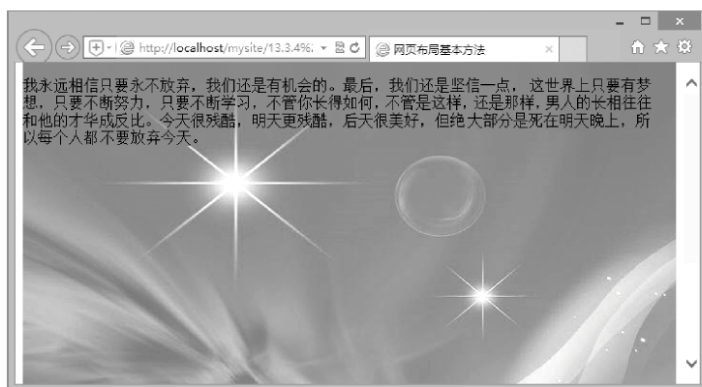 http://localhost/mysite/13.3.4%
网页布局基本方法
我永远相信只要永不放弃，我们还是有机会的。最后，我们还是坚信一点， 这世界上只要有梦
想，只要不断努力，只要不断学习，不管你长得如何，不管是这样，还是那样，男人的长相往往
和他的才华成反比。今天很残酷，明天更残酷，后天很美好，但绝大部分是死在明天晚上，所
以每个人都不要放弃今天。